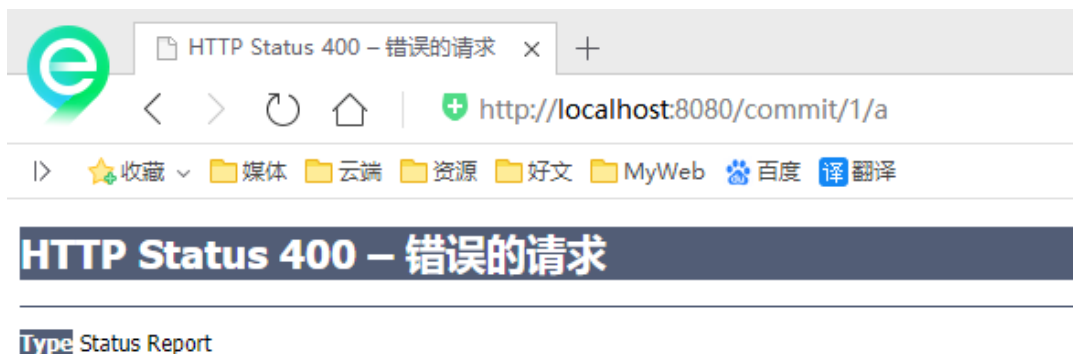 HTTP Status 400 – 错误的请求
http://localhost:8080/commit/1/a
收藏 媒体 云端 资源 好文 MyWeb 百度 译 翻译
HTTP Status 400 – 错误的请求
Type Status Report